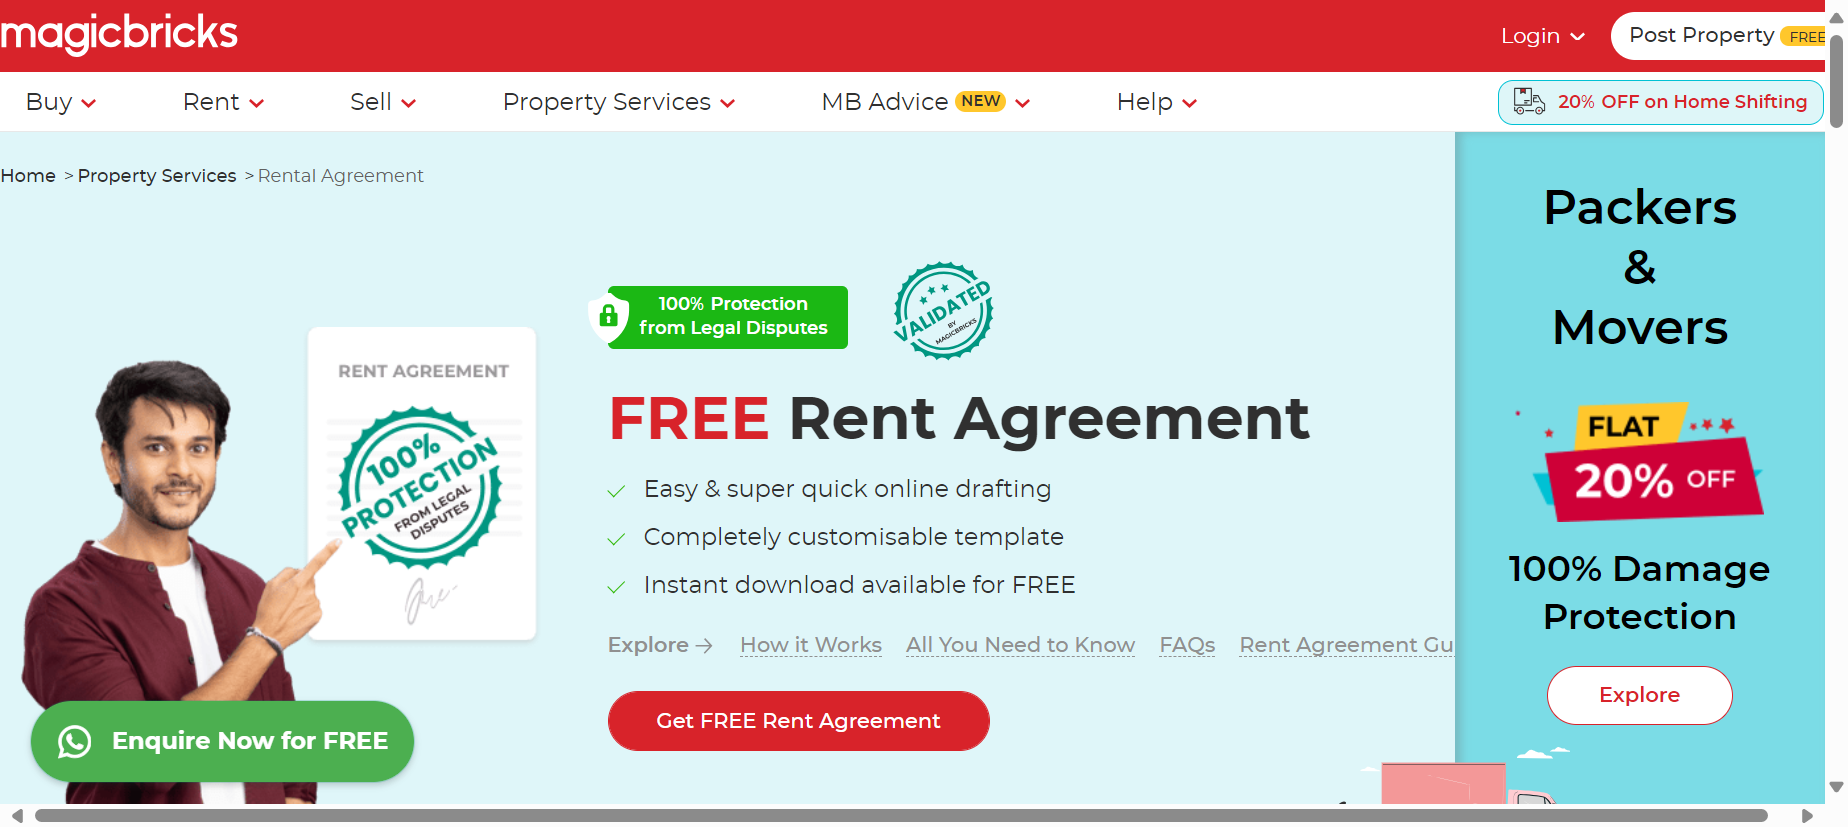 magicbricks
Login
Post Property FREE
Buy
Rent
Sell
Property Services
MB Advice NEW
Help
20% OFF on Home Shifting
Home > Property Services > Rental Agreement
100% Protection
from Legal Disputes
VALIDATED
BY
MAGICBRICKS
RENT AGREEMENT
100%
PROTECTION
FROM LEGAL
DISPUTES
FREE Rent Agreement
Easy & super quick online drafting
Completely customisable template
Instant download available for FREE
Explore → How it Works All You Need to Know FAQs Rent Agreement Gu
Get FREE Rent Agreement
Enquire Now for FREE
Packers
&
Movers
FLAT
20% OFF
100% Damage
Protection
Explore